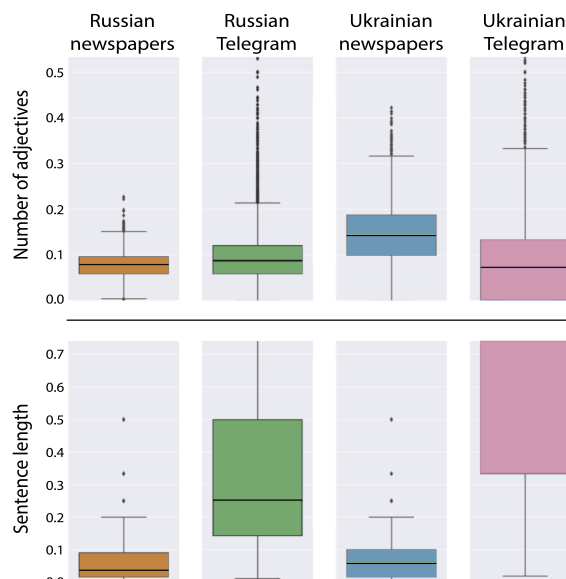 Russian newspapers
Russian Telegram
Ukrainian newspapers
Ukrainian Telegram
Number of adjectives
0.5
0.4
0.3
0.2
0.1
0.0
Sentence length
0.7
0.6
0.5
0.4
0.3
0.2
0.1